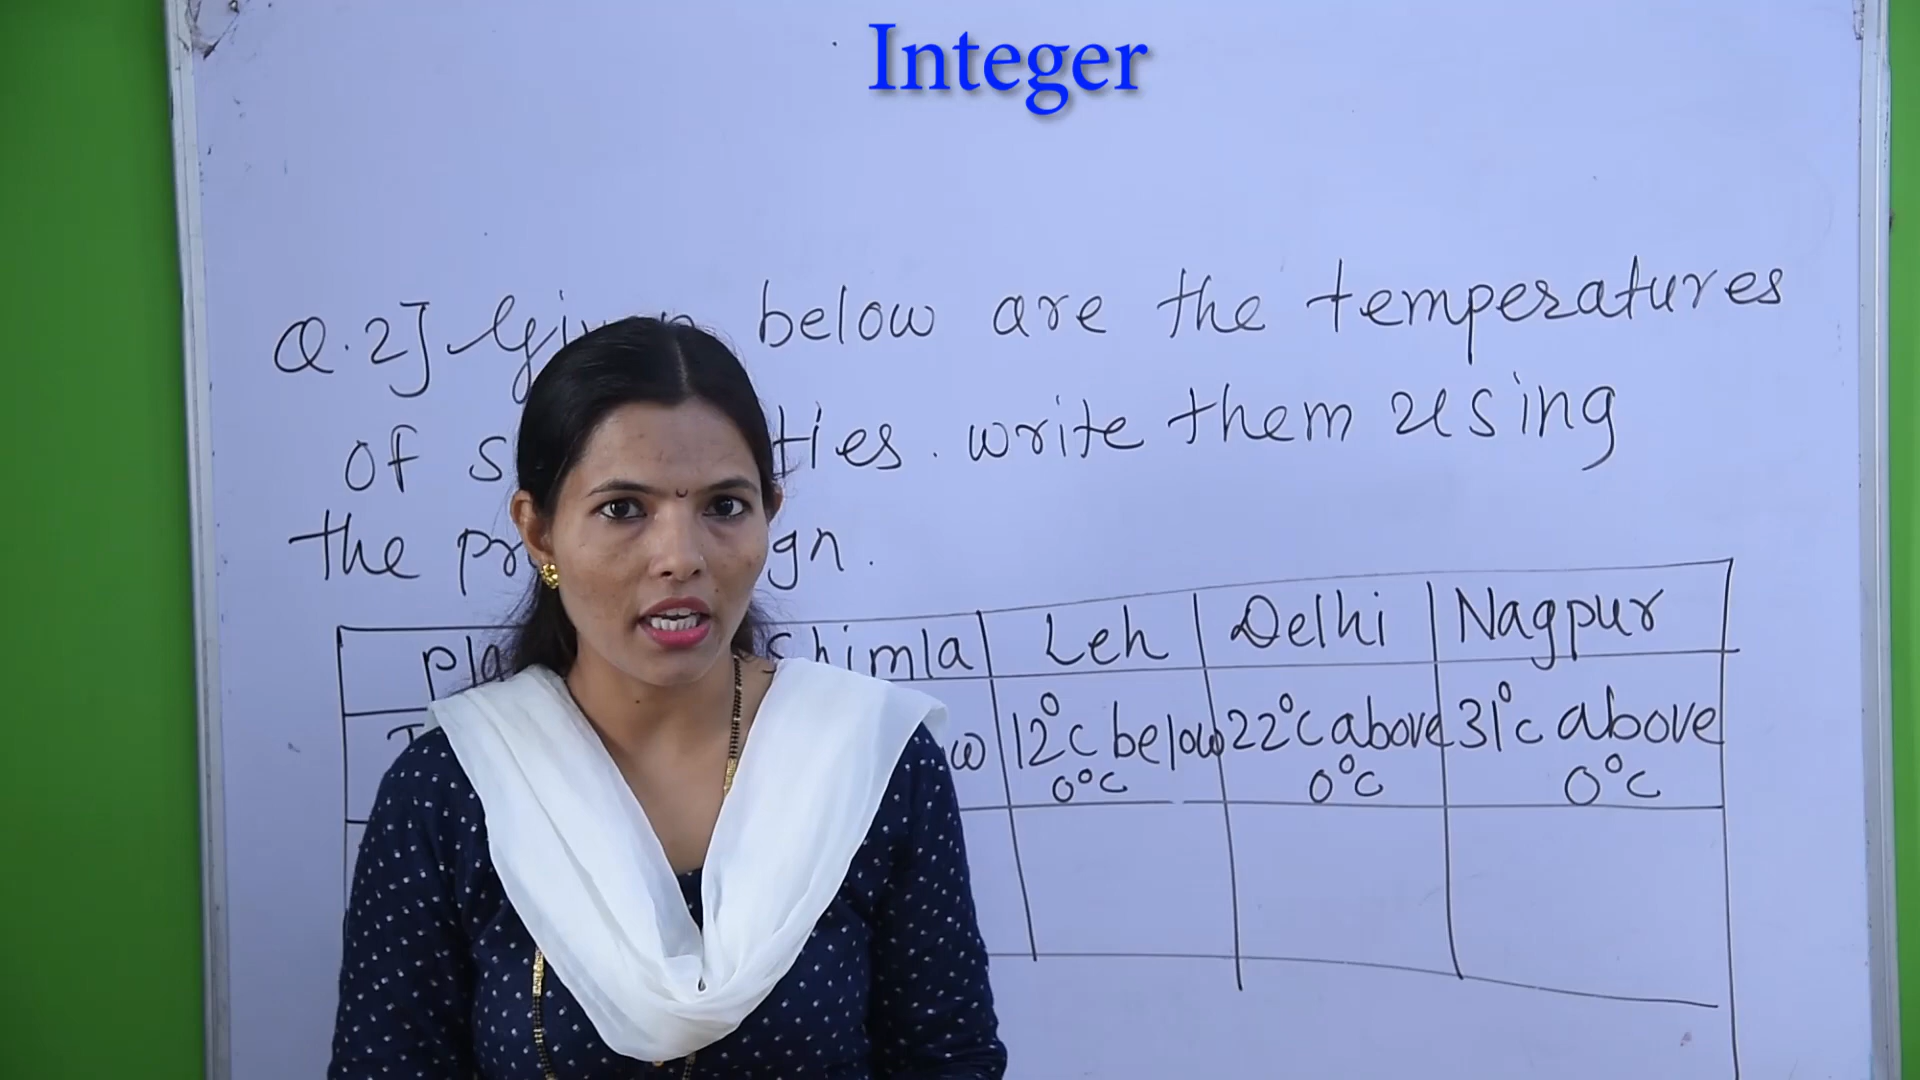 Integer
Q.2] Given below are the temperatures
of ties. write them using
the gn.
Shimla Leh Delhi Nagpur
12°C below 22°C above 31°C above
0°C 0°C 0°C